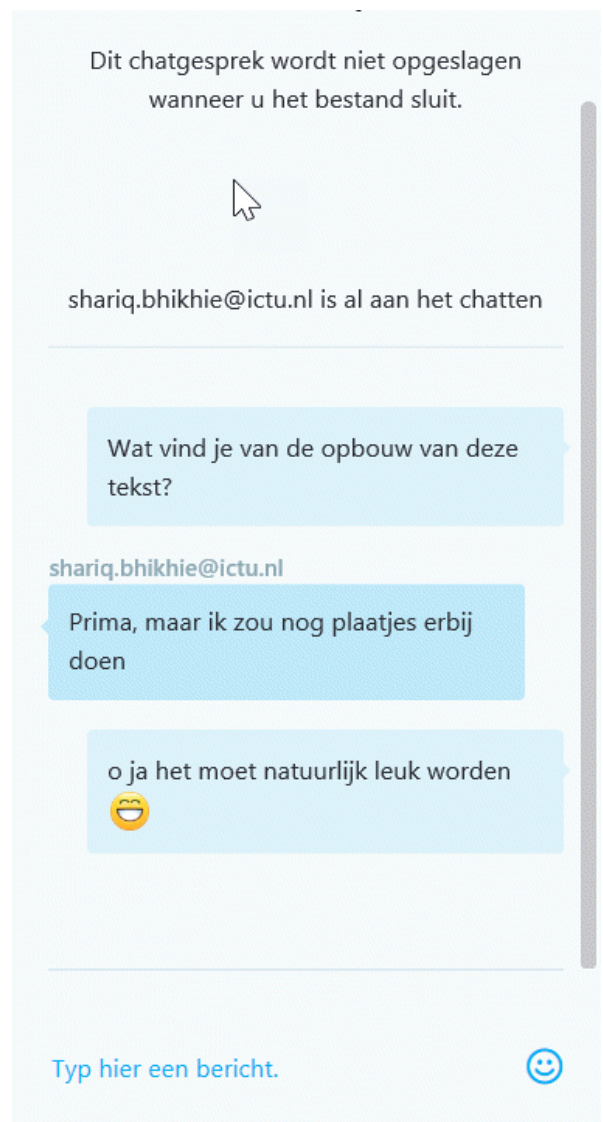 Dit chatgesprek wordt niet opgeslagen
wanneer u het bestand sluit.
shariq.bhikhie@ictu.nl is al aan het chatten
Wat vind je van de opbouw van deze
tekst?
shariq.bhikhie@ictu.nl
Prima, maar ik zou nog plaatjes erbij
doen
o ja het moet natuurlijk leuk worden
😁
Typ hier een bericht.